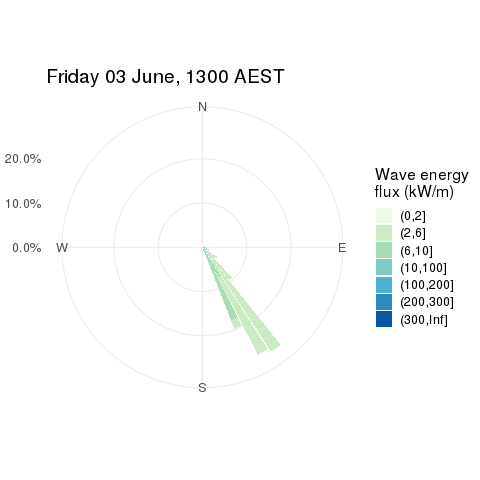 Friday 03 June, 1300 AEST
N
20.0%
10.0%
0.0%
W
E
S
Wave energy
flux (kW/m)
(0,2]
(2,6]
(6,10]
(10,100]
(100,200]
(200,300]
(300,Inf]